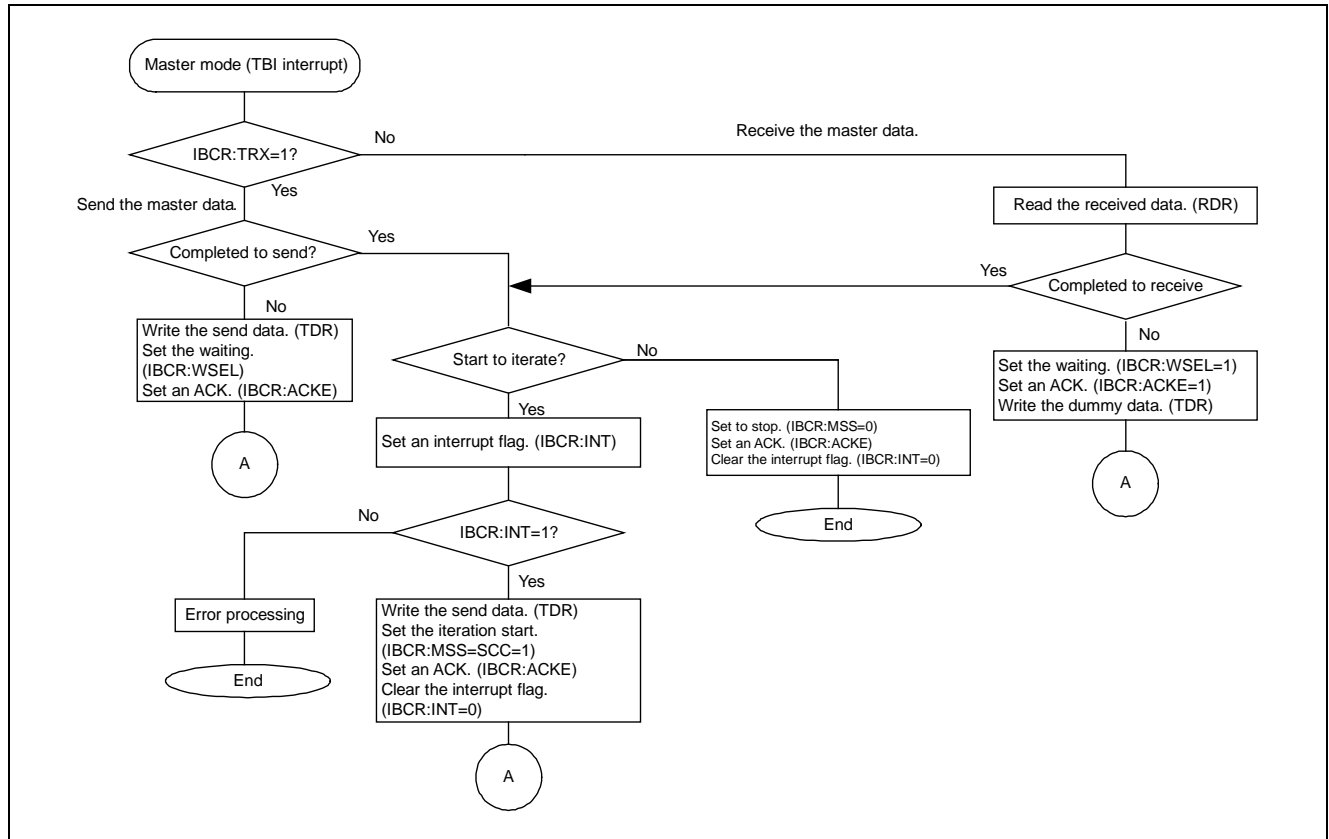 Master mode (TBI interrupt)
No
Receive the master data.
IBCR:TRX=1?
Yes
Send the master data.
Read the received data. (RDR)
Completed to send?
Yes
Yes
Completed to receive
No
No
Write the send data. (TDR)
Set the waiting.
(IBCR:WSEL)
Set an ACK. (IBCR:ACKE)
Start to iterate?
No
Set the waiting. (IBCR:WSEL=1)
Set an ACK. (IBCR:ACKE=1)
Write the dummy data. (TDR)
Yes
Set an interrupt flag. (IBCR:INT)
Set to stop. (IBCR:MSS=0)
Set an ACK. (IBCR:ACKE)
Clear the interrupt flag. (IBCR:INT=0)
A
A
No
IBCR:INT=1?
End
Yes
Error processing
Write the send data. (TDR)
Set the iteration start.
(IBCR:MSS=SCC=1)
Set an ACK. (IBCR:ACKE)
Clear the interrupt flag.
(IBCR:INT=0)
End
A